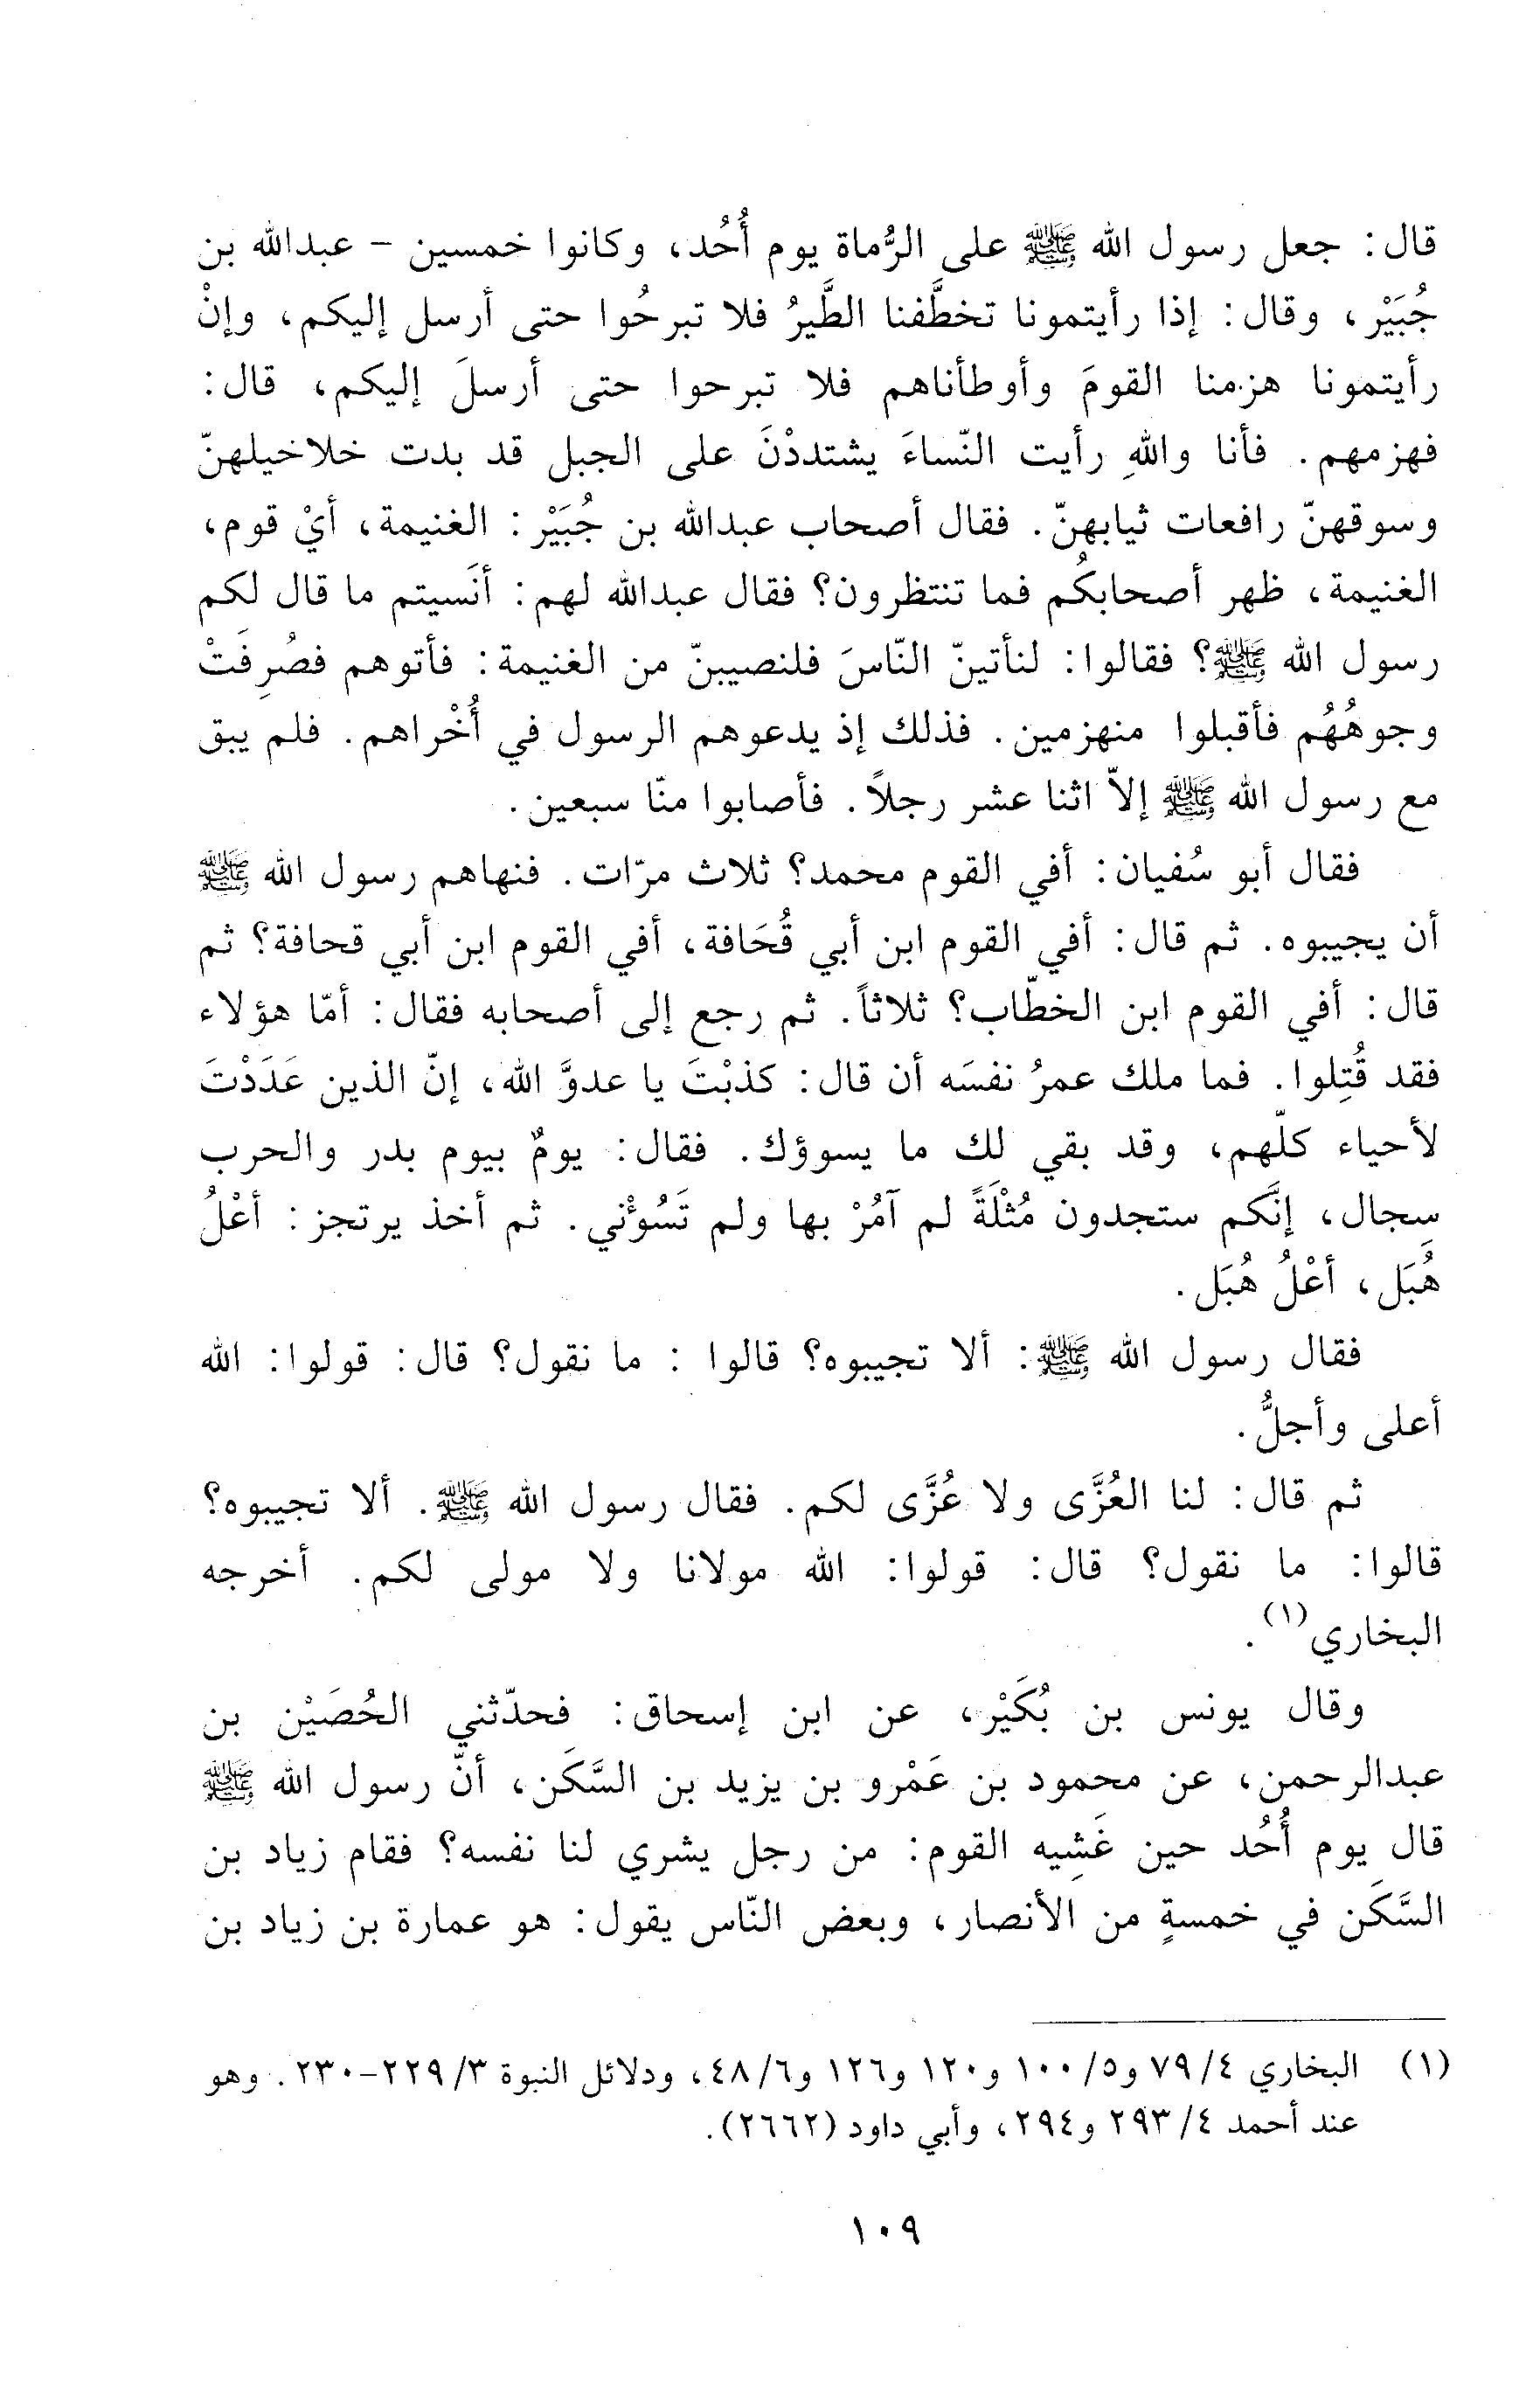 قال: جعل رسول الله ﷺ على الرُّماة يوم أُحُد، وكانوا خمسين – عبدالله بن
جُبَيْر، وقال: إذا رأيتمونا تخطَّفنا الطَّيرُ فلا تبرحُوا حتى أرسل إليكم، وإنْ
رأيتمونا هزمنا القومَ وأوطأناهم فلا تبرحوا حتى أرسلَ إليكم، قال:
فهزمهم. فأنا واللهِ رأيت النّساءَ يشتددْنَ على الجبل قد بدت خلاخيلهنّ
وسوقهنّ رافعات ثيابهنّ. فقال أصحاب عبدالله بن جُبَيْر: الغنيمة، أيْ قوم،
الغنيمة، ظهر أصحابكُم فما تنتظرون؟ فقال عبدالله لهم: أنَسيتم ما قال لكم
رسول الله ﷺ؟ فقالوا: لنأتينّ النّاسَ فلنصيبنّ من الغنيمة: فأتوهم فصُرِفَتْ
وجوهُهُم فأقبلوا منهزمين. فذلك إذ يدعوهم الرسول في أُخْراهم. فلم يبق
مع رسول الله ﷺ إلاّ اثنا عشر رجلاً. فأصابوا منّا سبعين.
فقال أبو سُفيان: أفي القوم محمد؟ ثلاث مرّات. فنهاهم رسول الله ﷺ
أن يجيبوه. ثم قال: أفي القوم ابن أبي قُحَافة، أفي القوم ابن أبي قحافة؟ ثم
قال: أفي القوم ابن الخطّاب؟ ثلاثاً. ثم رجع إلى أصحابه فقال: أمّا هؤلاء
فقد قُتِلوا. فما ملك عمرُ نفسَه أن قال: كذبْتَ يا عدوَّ الله، إنّ الذين عَدَدْتَ
لأحياء كلّهم، وقد بقي لك ما يسوؤك. فقال: يومٌ بيوم بدر والحرب
سِجال، إنَّكم ستجدون مُثْلَةً لم آمُرْ بها ولم تَسُوْني. ثم أخذ يرتجز: أعْلُ
هُبَل، أعْلُ هُبَل.
فقال رسول الله ﷺ: ألا تجيبوه؟ قالوا : ما نقول؟ قال: قولوا: الله
أعلى وأجلُّ.
ثم قال: لنا العُزَّى ولا عُزَّى لكم. فقال رسول الله ﷺ. ألا تجيبوه؟
قالوا: ما نقول؟ قال: قولوا: الله مولانا ولا مولى لكم. أخرجه
البخاري(١).
وقال يونس بن بُكَيْر، عن ابن إسحاق: فحدّثني الحُصَيْن بن
عبدالرحمن، عن محمود بن عَمْرو بن يزيد بن السَّكَن، أنّ رسول الله ﷺ
قال يوم أُحُد حين غَشِيه القوم: من رجل يشري لنا نفسه؟ فقام زياد بن
السَّكَن في خمسةٍ من الأنصار، وبعض النّاس يقول: هو عمارة بن زياد بن
(١) البخاري ٤/ ٧٩ و٥/ ١٠٠ و١٢٠ و١٢٦ و٦/ ٤٨، ودلائل النبوة ٣/ ٢٢٩-٢٣٠. وهو
عند أحمد ٤/ ٢٩٣ و٢٩٤، وأبي داود (٢٦٦٢).
١٠٩